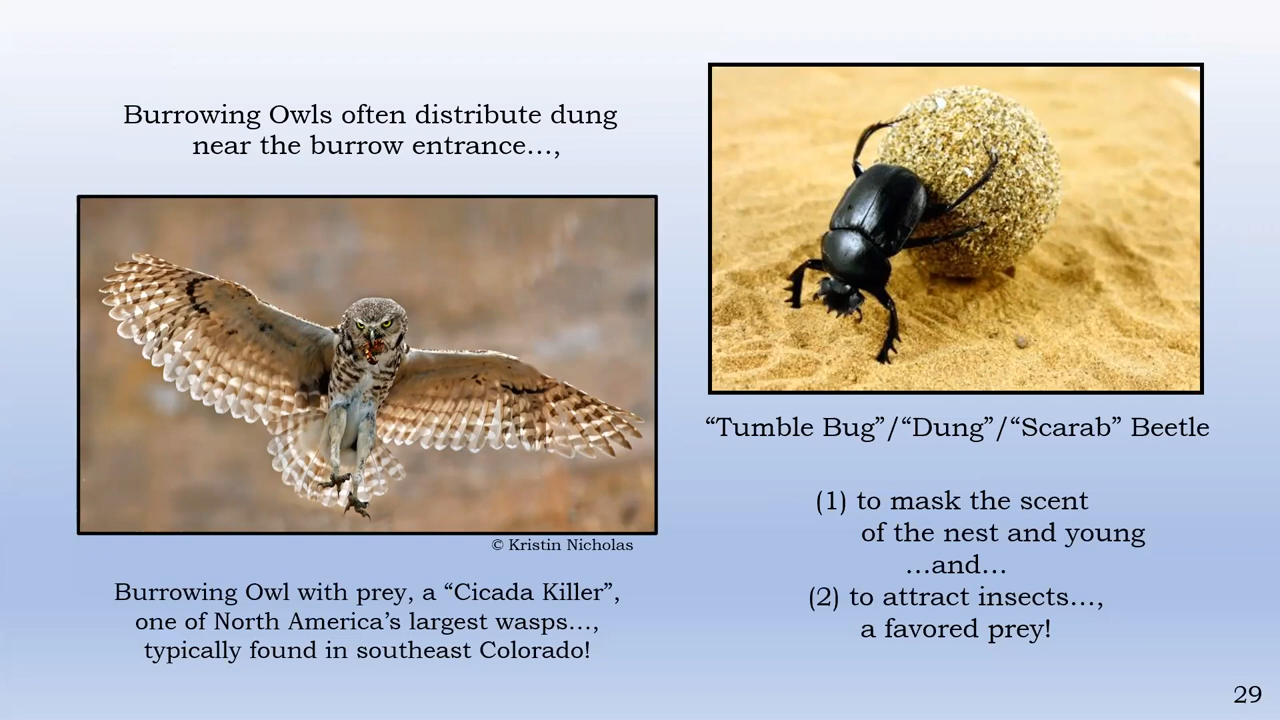 Burrowing Owls often distribute dung
near the burrow entrance…,
© Kristin Nicholas
Burrowing Owl with prey, a “Cicada Killer”,
one of North America’s largest wasps…,
typically found in southeast Colorado!
“Tumble Bug”/“Dung”/“Scarab” Beetle
(1) to mask the scent
of the nest and young
…and…
(2) to attract insects…,
a favored prey!
29